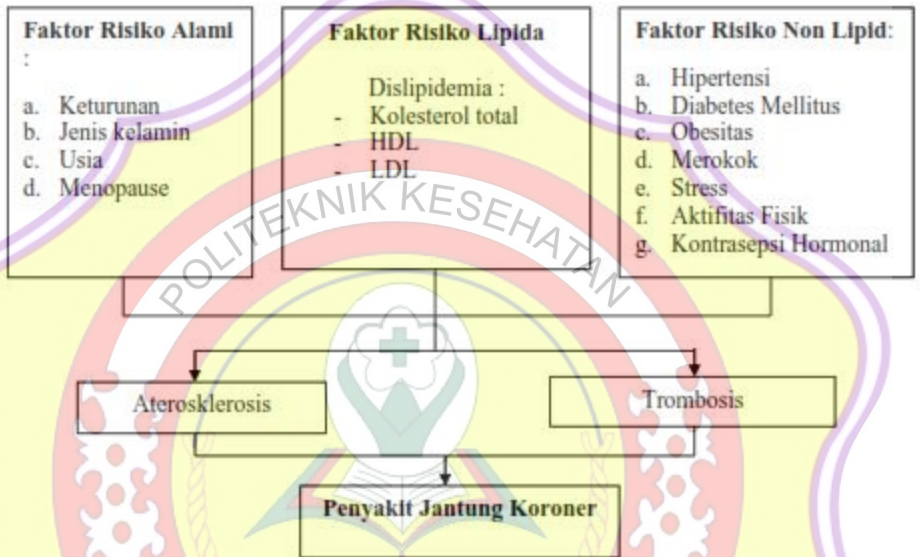 Faktor Risiko Alami
:
a. Keturunan
b. Jenis kelamin
c. Usia
d. Menopause
Faktor Risiko Lipida
Dislipidemia :
- Kolesterol total
- HDL
- LDL
Faktor Risiko Non Lipid:
a. Hipertensi
b. Diabetes Mellitus
c. Obesitas
d. Merokok
e. Stress
f. Aktifitas Fisik
g. Kontrasepsi Hormonal
POLITEKNIK KESEHATAN
Aterosklerosis
Trombosis
Penyakit Jantung Koroner